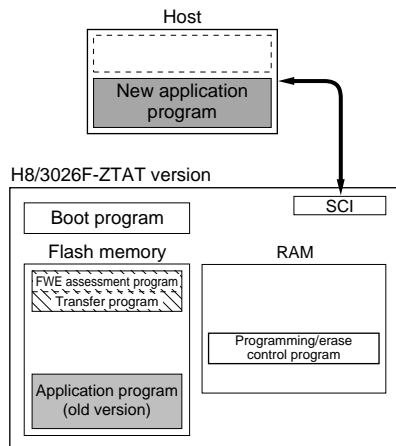 Host
New application
program
H8/3026F-ZTAT version
SCI
Boot program
Flash memory
RAM
FWE assessment program
Transfer program
Programming/erase
control program
Application program
(old version)